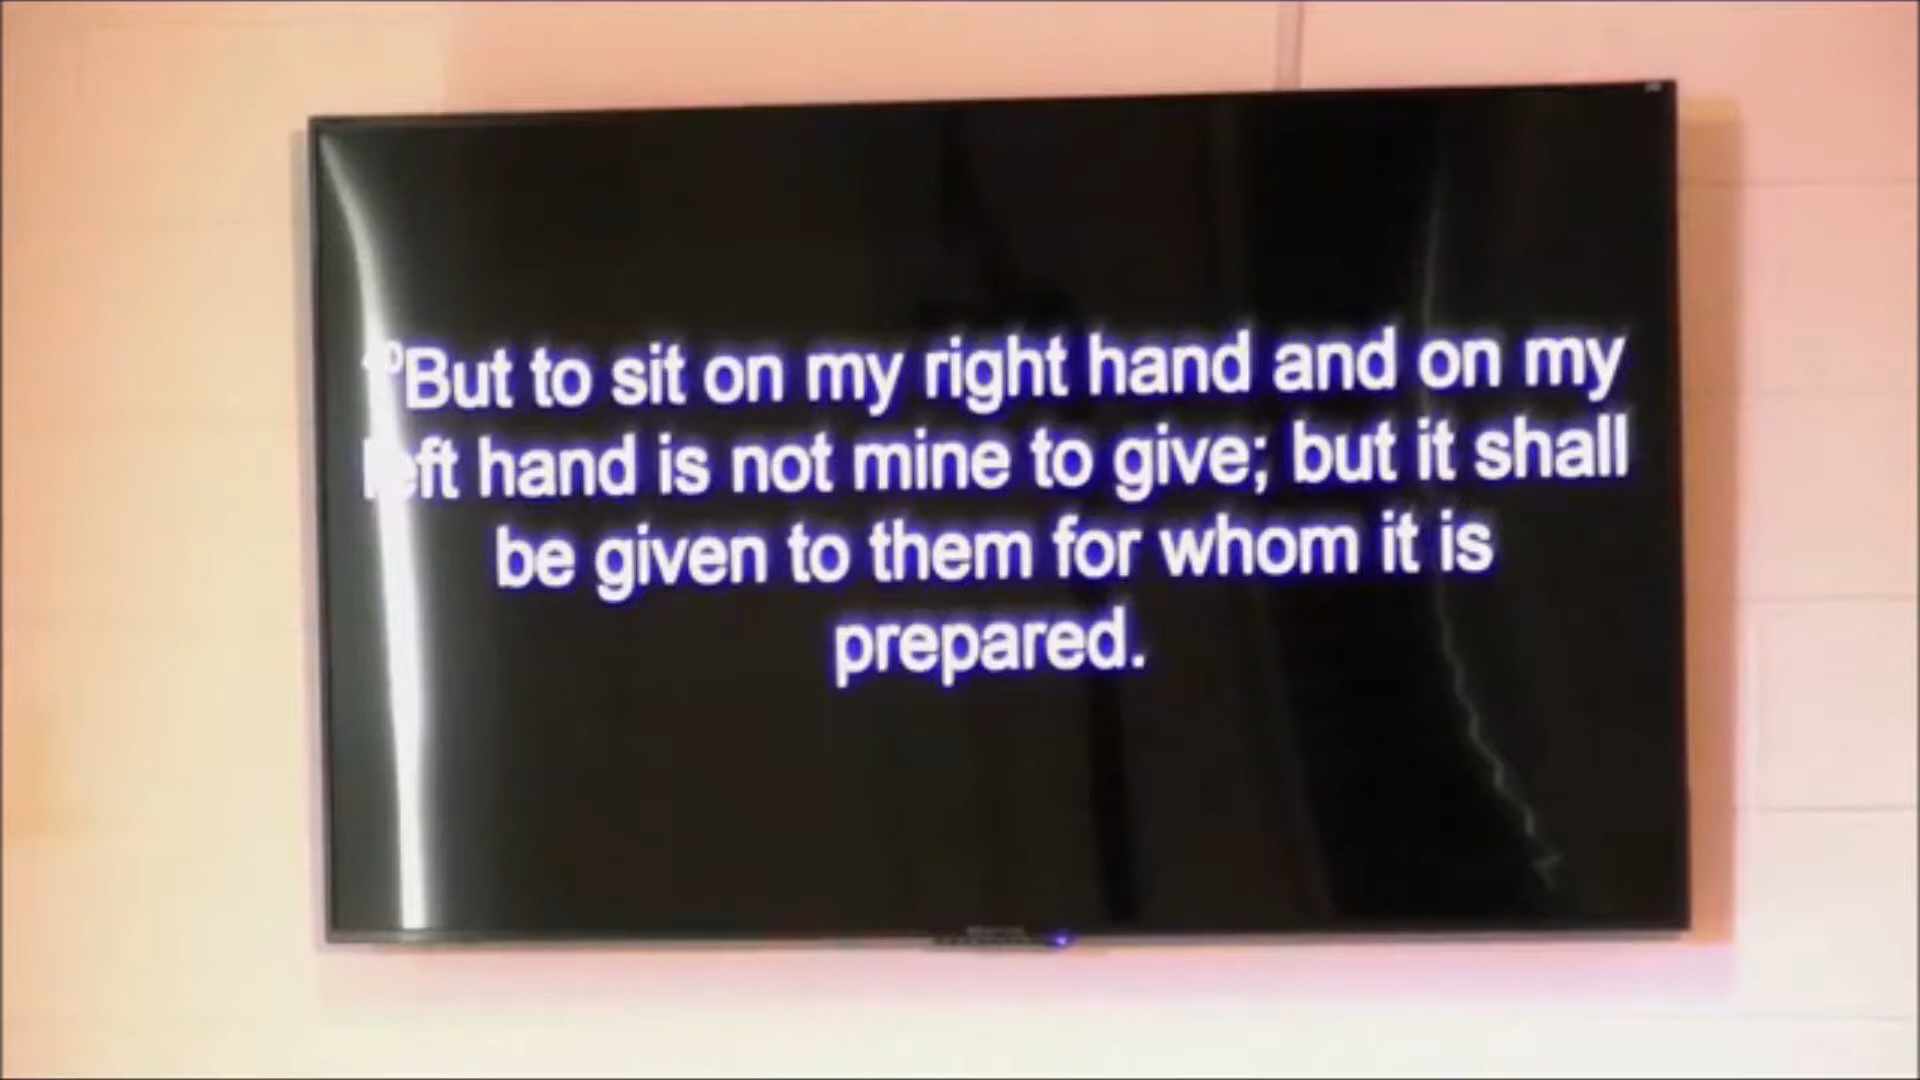 But to sit on my right hand and on my
left hand is not mine to give; but it shall
be given to them for whom it is
prepared.